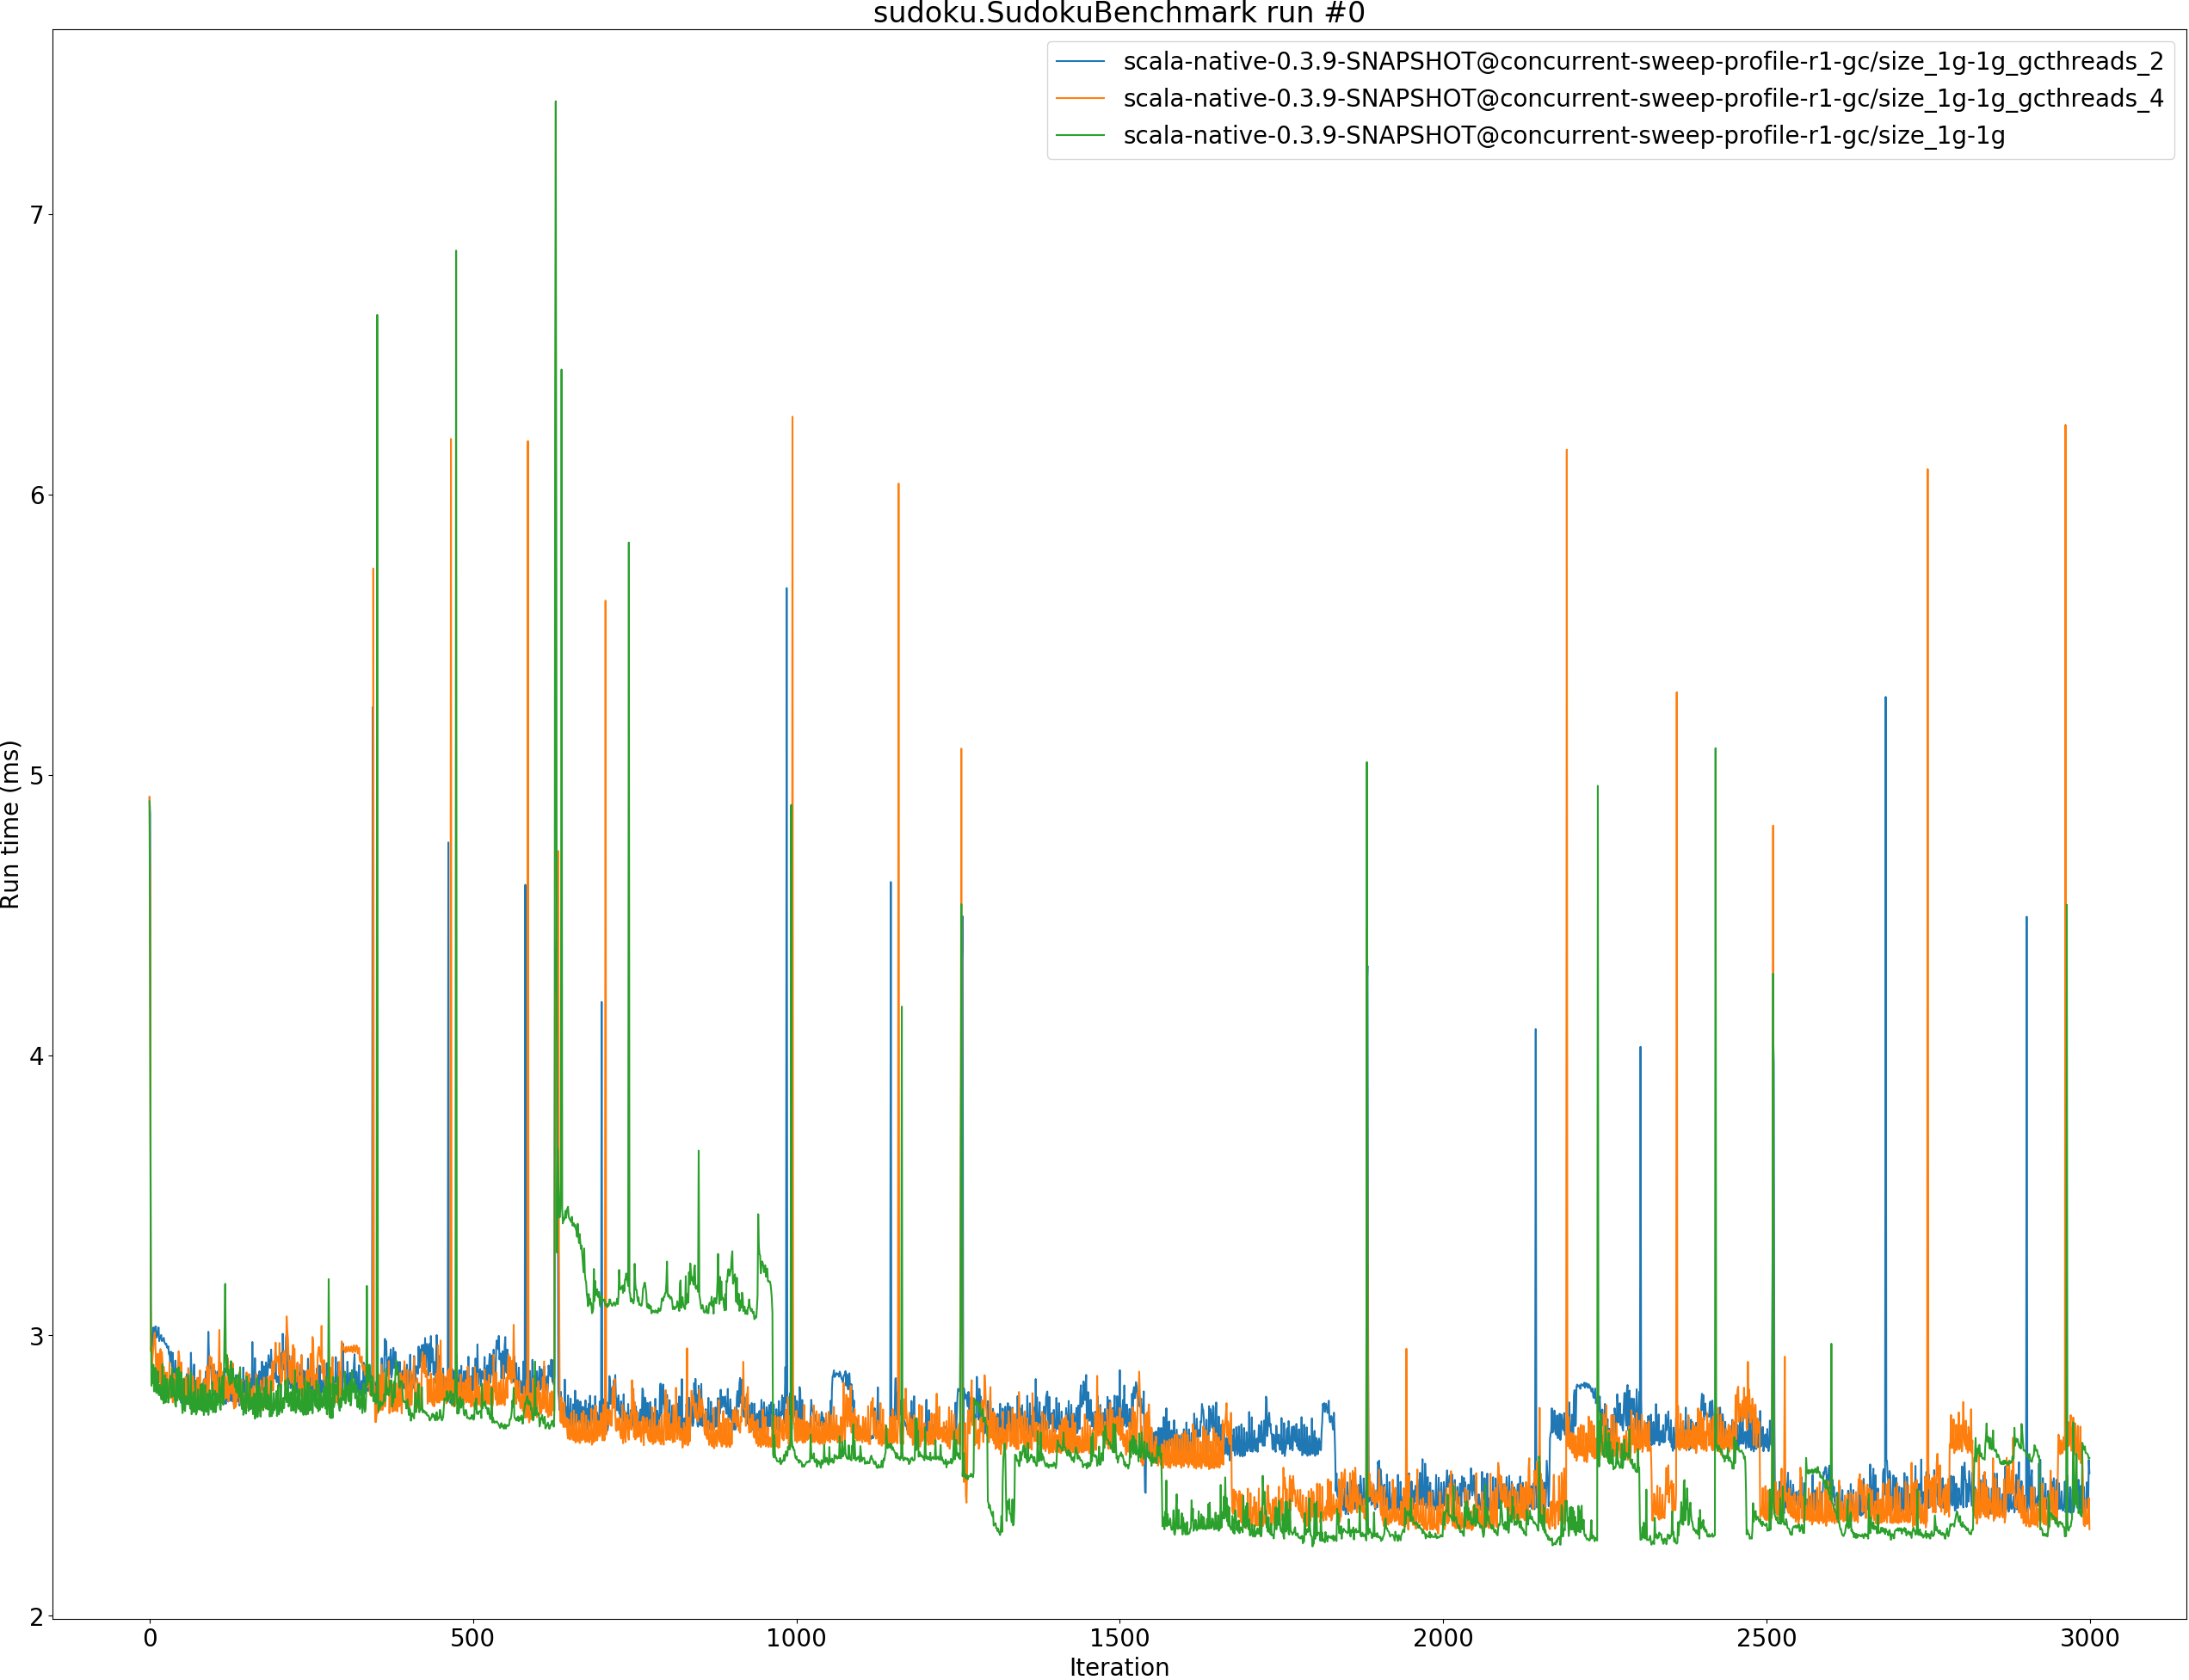 sudoku.SudokuBenchmark run #0
scala-native-0.3.9-SNAPSHOT@concurrent-sweep-profile-r1-gc/size_1g-1g_gcthreads_2
scala-native-0.3.9-SNAPSHOT@concurrent-sweep-profile-r1-gc/size_1g-1g_gcthreads_4
scala-native-0.3.9-SNAPSHOT@concurrent-sweep-profile-r1-gc/size_1g-1g
Run time (ms)
7
6
5
4
3
2
0 500 1000 1500 2000 2500 3000
Iteration